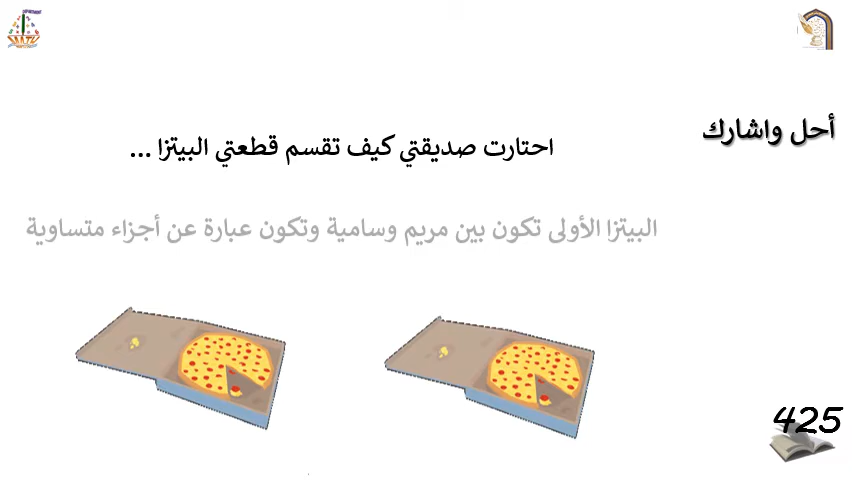 أحل واشارك
احتارت صديقتي كيف تقسم قطعتي البيتزا ...
البيتزا الأولى تكون بين مريم وسامية وتكون عبارة عن أجزاء متساوية
425